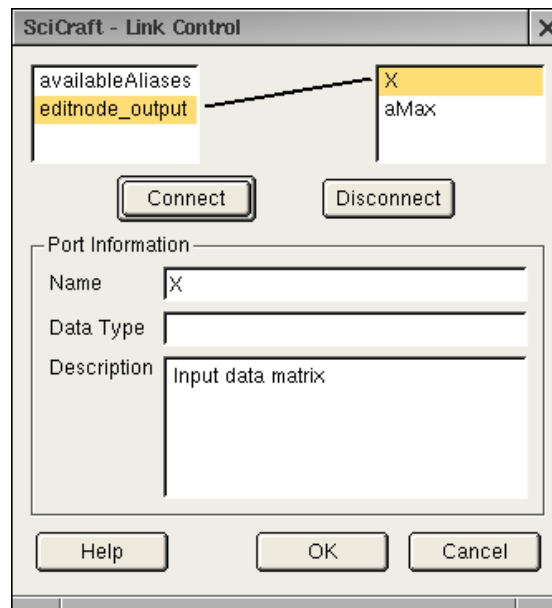 SciCraft - Link Control
availableAliases
editnode_output
X
aMax
Connect
Disconnect
Port Information
Name
X
Data Type
Description
Input data matrix
Help
OK
Cancel